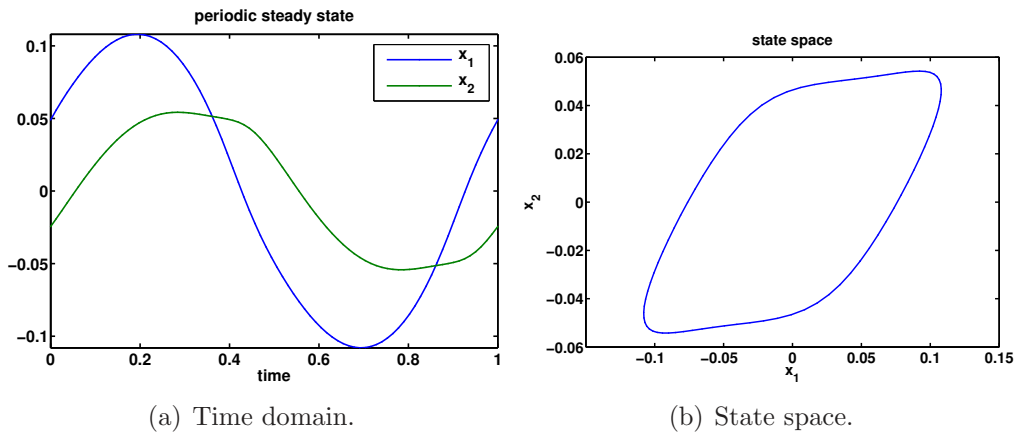 periodic steady state
0.1
0.05
0
−0.05
−0.1
x1
x2
0 0.2 0.4 0.6 0.8 1
time
(a) Time domain.
state space
0.06
0.04
0.02
0
−0.02
−0.04
−0.06
x2
−0.1 −0.05 0 0.05 0.1 0.15
x1
(b) State space.